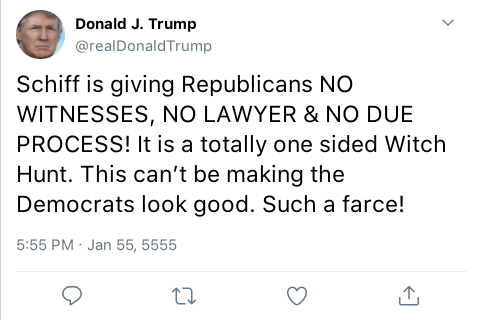 Donald J. Trump
@realDonaldTrump
Schiff is giving Republicans NO
WITNESSES, NO LAWYER & NO DUE
PROCESS! It is a totally one sided Witch
Hunt. This can’t be making the
Democrats look good. Such a farce!
5:55 PM · Jan 55, 5555